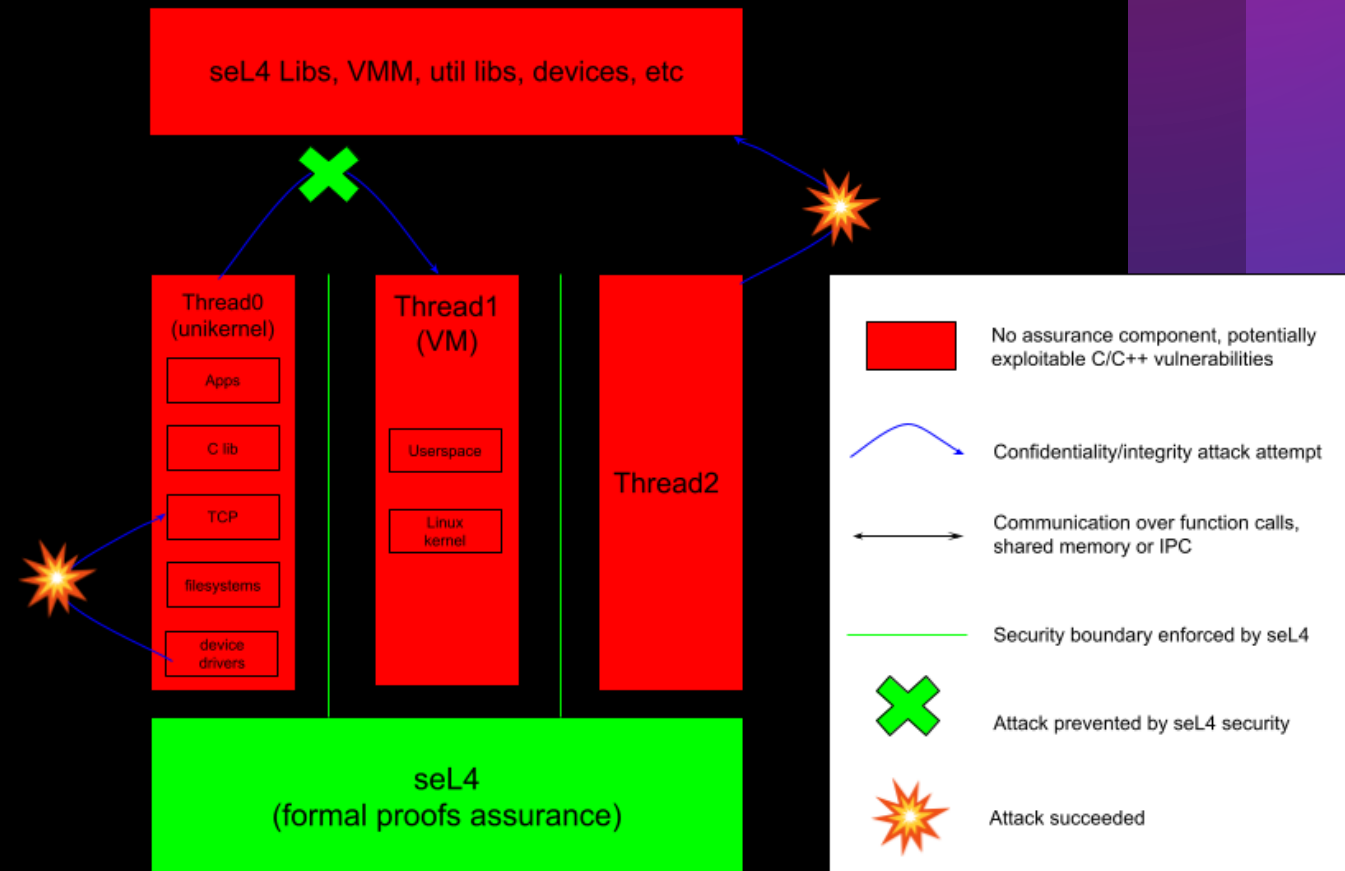 seL4 Libs, VMM, util libs, devices, etc
Thread0
(unikernel)
Apps
C lib
TCP
filesystems
device
drivers
Thread1
(VM)
Userspace
Linux
kernel
Thread2
seL4
(formal proofs assurance)
No assurance component, potentially
exploitable C/C++ vulnerabilities
Confidentiality/integrity attack attempt
Communication over function calls,
shared memory or IPC
Security boundary enforced by seL4
Attack prevented by seL4 security
Attack succeeded